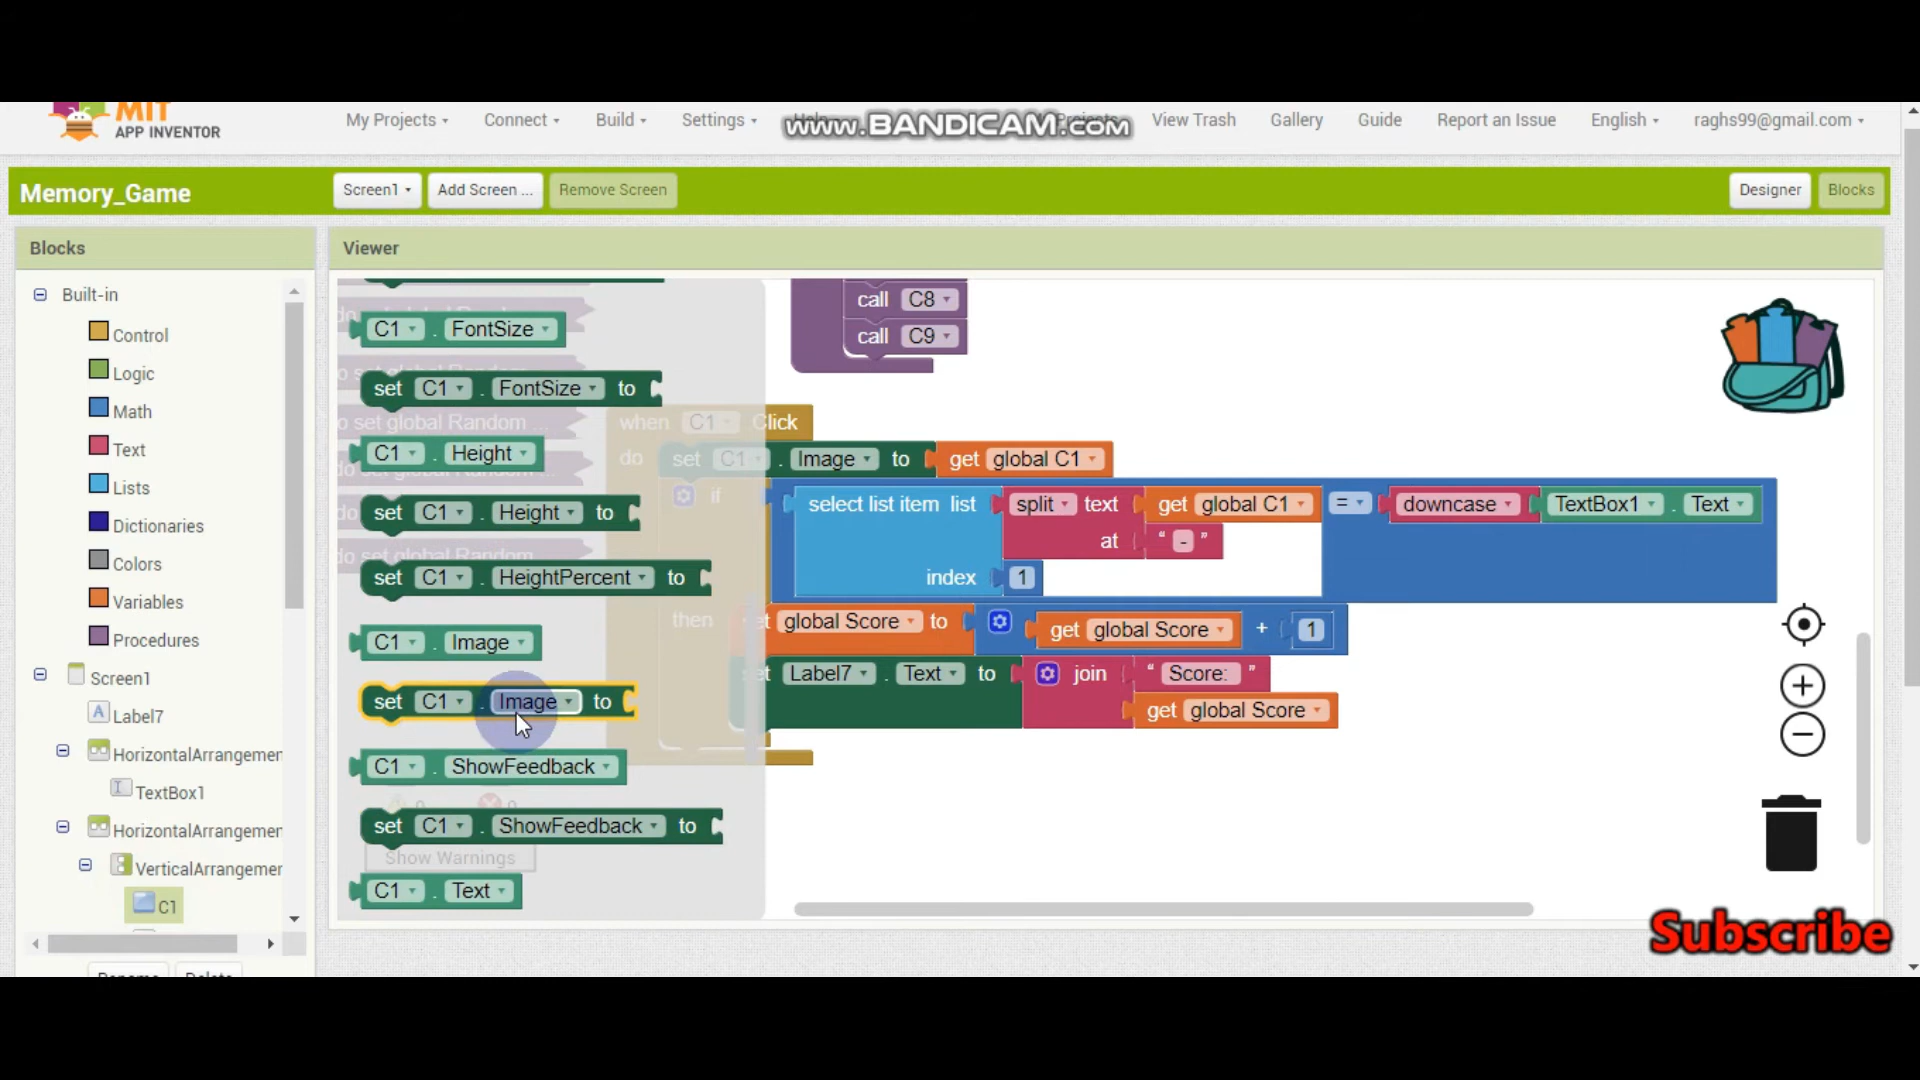 MIT
APP INVENTOR
My Projects
Connect
Build
Settings
www.BANDICAM.com
View Trash
Gallery
Guide
Report an Issue
English
raghs99@gmail.com
Memory_Game
Screen1
Add Screen ...
Remove Screen
Designer
Blocks
Blocks
Viewer
Built-in
Control
Logic
Math
Text
Lists
Dictionaries
Colors
Variables
Procedures
Screen1
Label7
HorizontalArrangemen
TextBox1
HorizontalArrangemen
VerticalArrangemen
C1
C1 . FontSize
set C1 . FontSize to
C1 . Height
set C1 . Height to
set C1 . HeightPercent to
C1 . Image
set C1 . Image to
C1 . ShowFeedback
set C1 . ShowFeedback to
Show Warnings
C1 . Text
call C8
call C9
when C1 Click
do set C1 . Image to get global C1
if select list item list split text get global C1 = downcase TextBox1 . Text
at “ - ”
index 1
then global Score to get global Score + 1
Label7 . Text to join “ Score: ”
get global Score
Subscribe